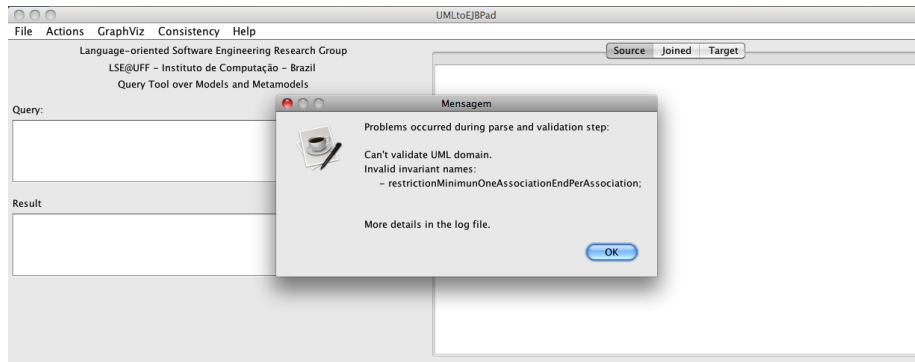 UMLtoEJBPad
File Actions GraphViz Consistency Help
Language-oriented Software Engineering Research Group
LSE@UFF - Instituto de Computação - Brazil
Query Tool over Models and Metamodels
Source Joined Target
Query:
Result
Mensagem
Problems occurred during parse and validation step:
Can't validate UML domain.
Invalid invariant names:
- restrictionMinimunOneAssociationEndPerAssociation;
More details in the log file.
OK